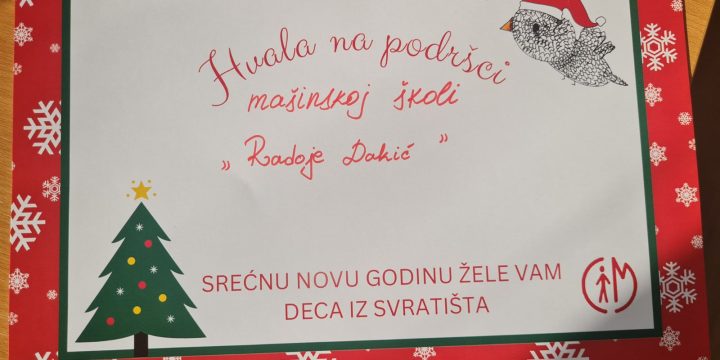 Hvala na podršci
mašinskoj školi
„ Radoje Dakić "
SREĆNU NOVU GODINU ŽELE VAM
DECA IZ SVRATIŠTA